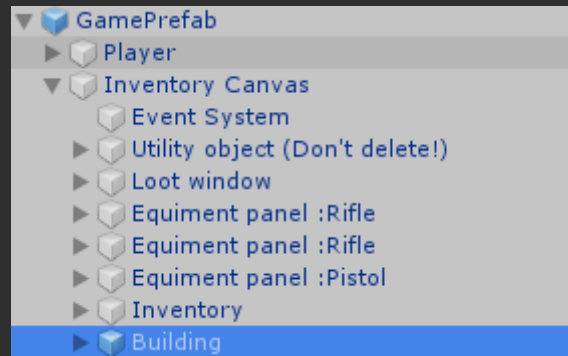 GamePrefab
Player
Inventory Canvas
Event System
Utility object (Don't delete!)
Loot window
Equiment panel :Rifle
Equiment panel :Rifle
Equiment panel :Pistol
Inventory
Building